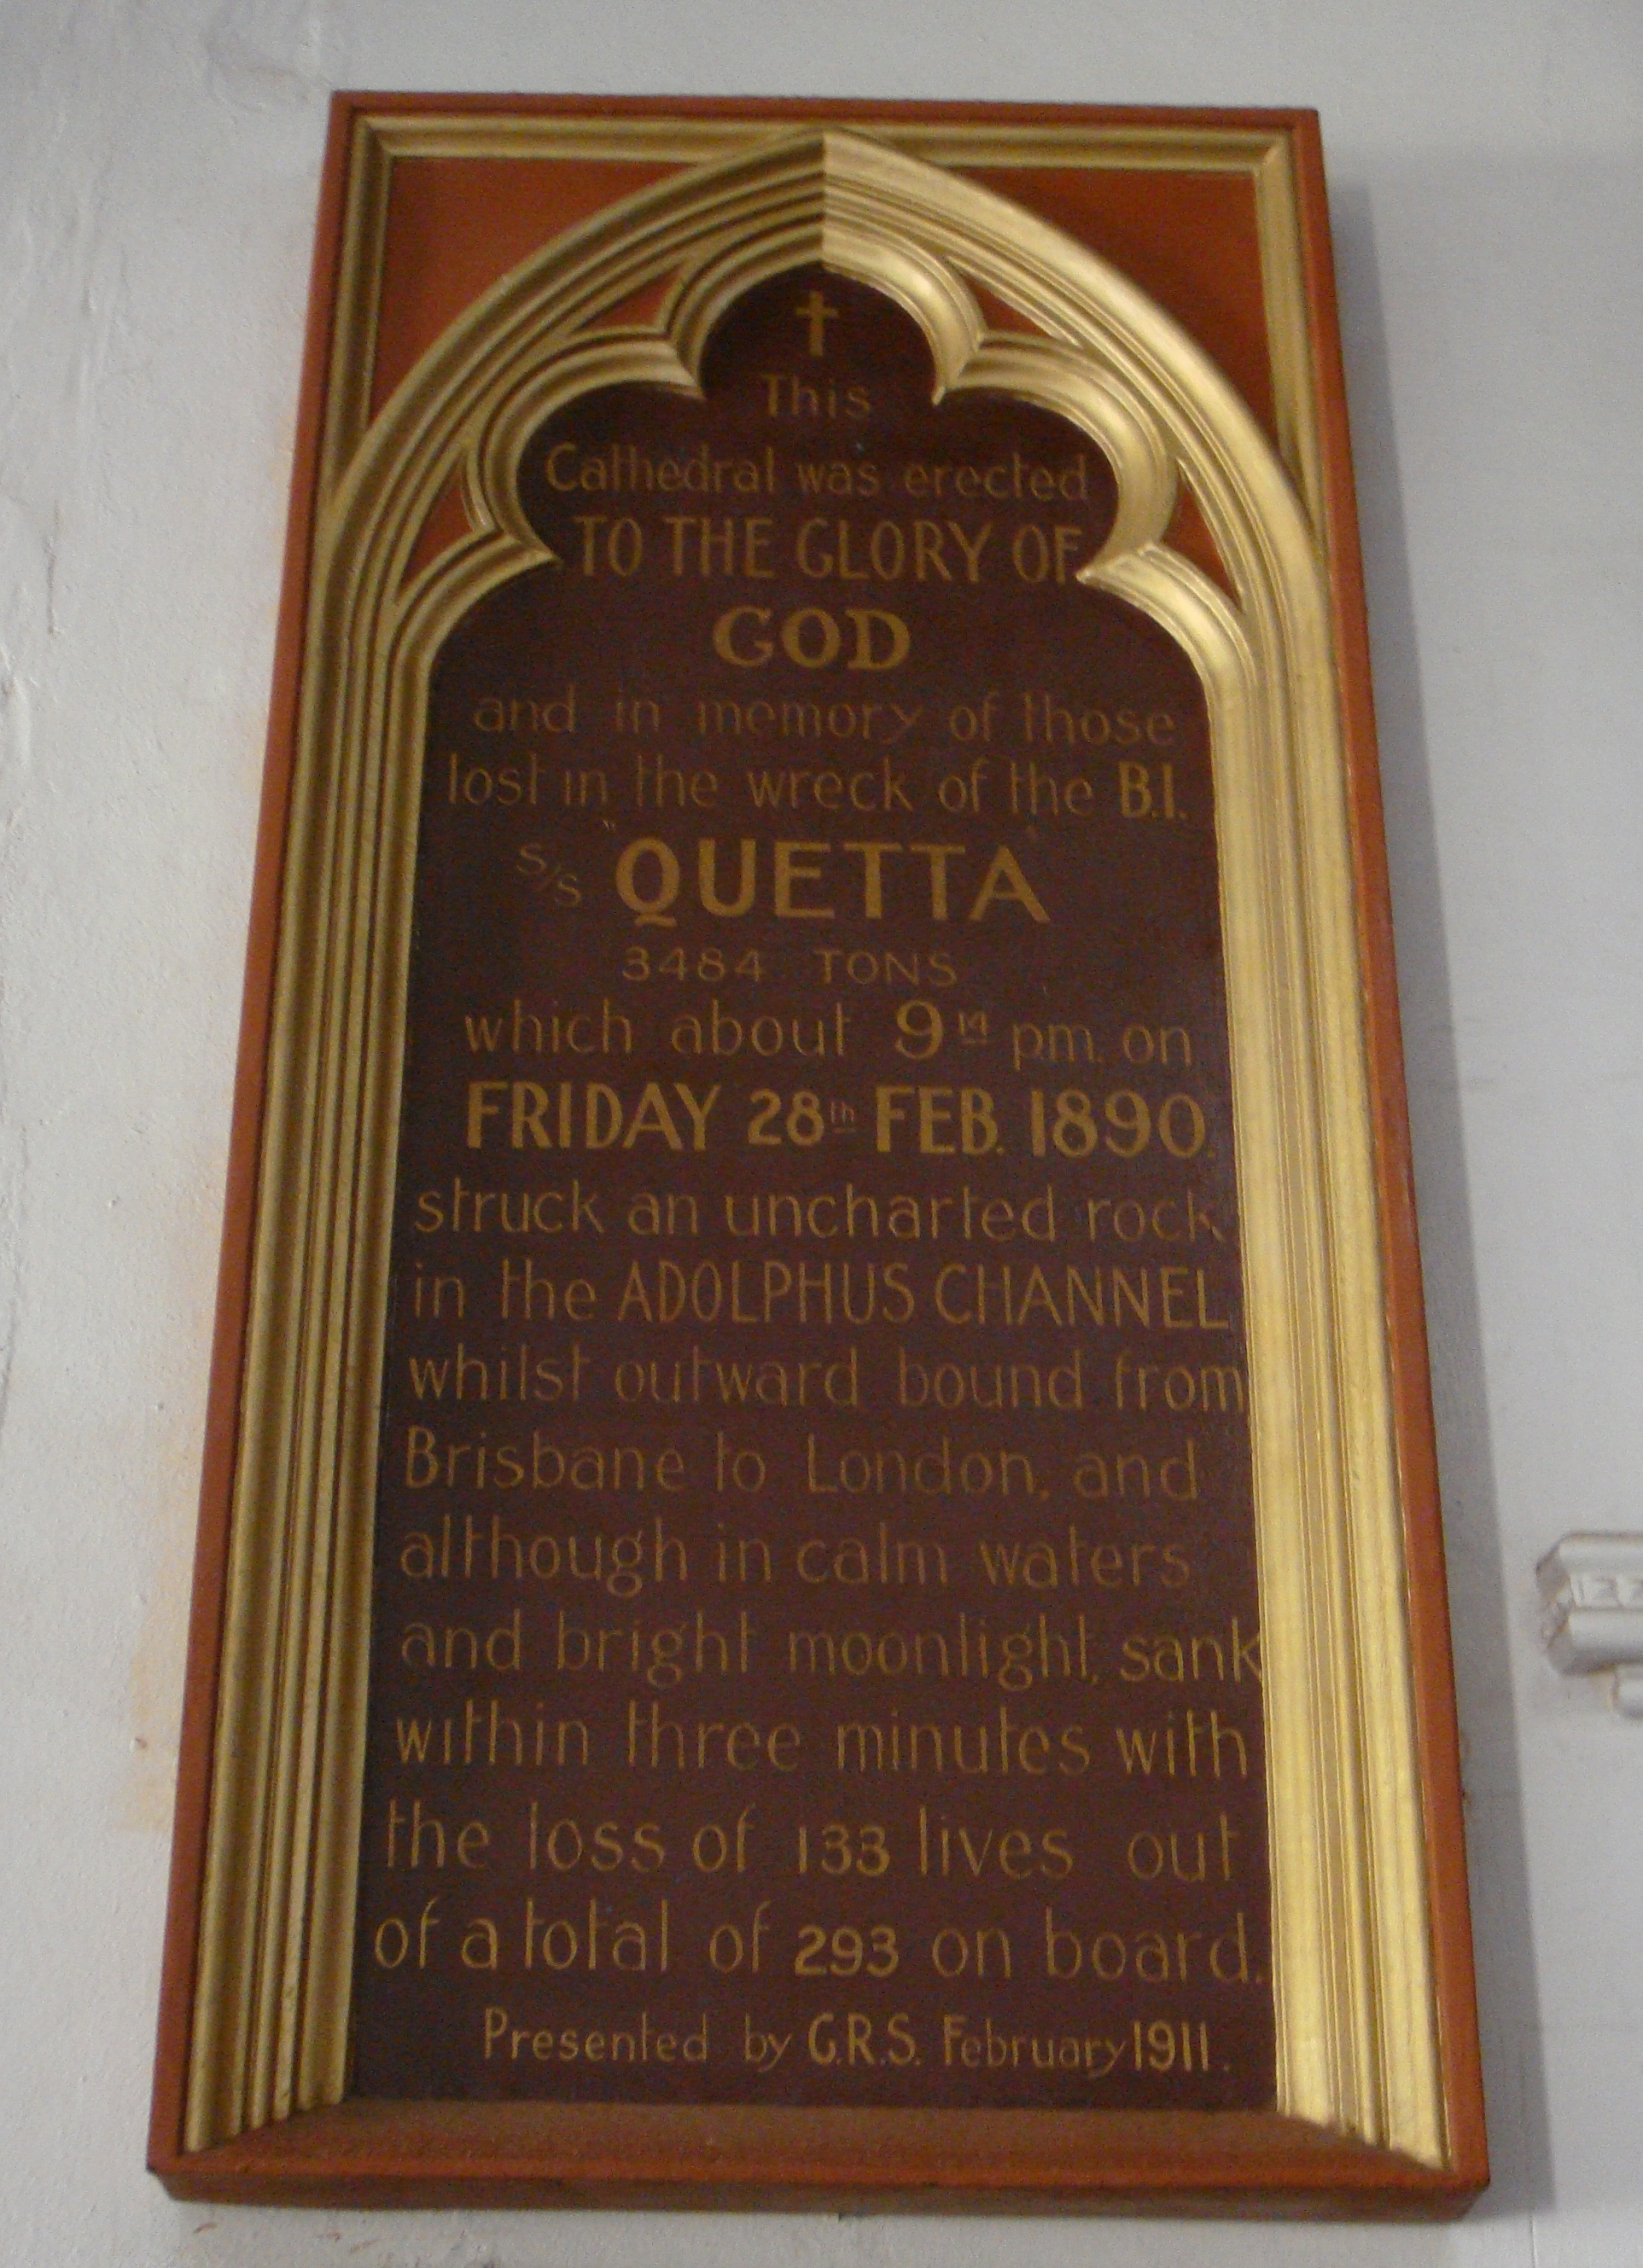 This
Cathedral was erected
TO THE GLORY OF
GOD
and in memory of those
lost in the wreck of the B.I.
S/S "QUETTA"
3484 TONS
which about 9 14 pm. on
FRIDAY 28th FEB. 1890.
struck an uncharted rock
in the ADOLPHUS CHANNEL
whilst outward bound from
Brisbane to London, and
although in calm waters
and bright moonlight, sank
within three minutes with
the loss of 133 lives out
of a total of 293 on board.
Presented by G.R.S. February 1911.